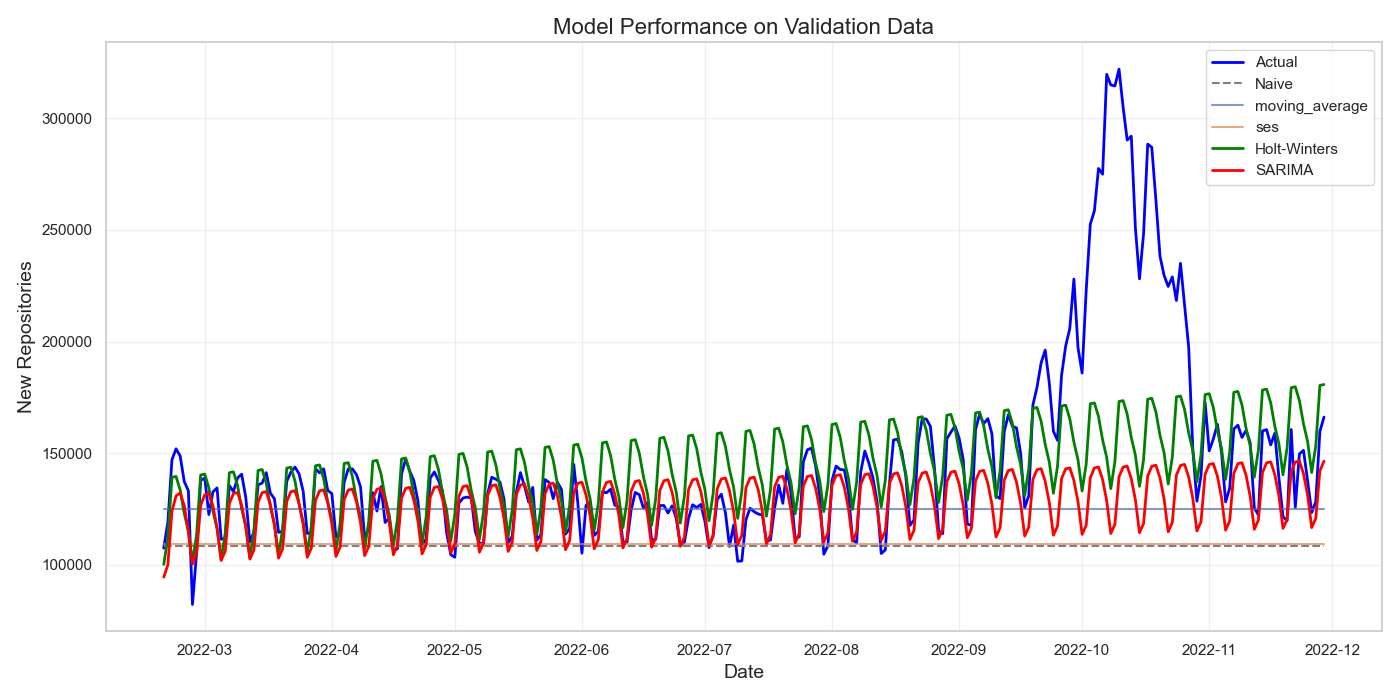 Model Performance on Validation Data
Actual
Naive
moving_average
ses
Holt-Winters
SARIMA
New Repositories
300000
250000
200000
150000
100000
2022-03
2022-04
2022-05
2022-06
2022-07
2022-08
2022-09
2022-10
2022-11
2022-12
Date